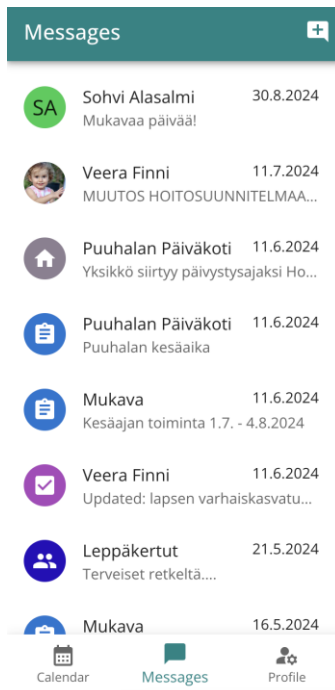 Messages
SA
Sohvi Alasalmi 30.8.2024
Mukavaa päivää!
Veera Finni 11.7.2024
MUUTOS HOITOSUUNNITELMAA...
Puuhalan Päiväkoti 11.6.2024
Yksikkö siirtyy päivystysajaksi Ho...
Puuhalan Päiväkoti 11.6.2024
Puuhalan kesäaika
Mukava 11.6.2024
Kesäajan toiminta 1.7. - 4.8.2024
Veera Finni 11.6.2024
Updated: lapsen varhaiskasvatu...
Leppäkertut 21.5.2024
Terveiset retkeltä....
Mukava 16.5.2024
Calendar Messages Profile